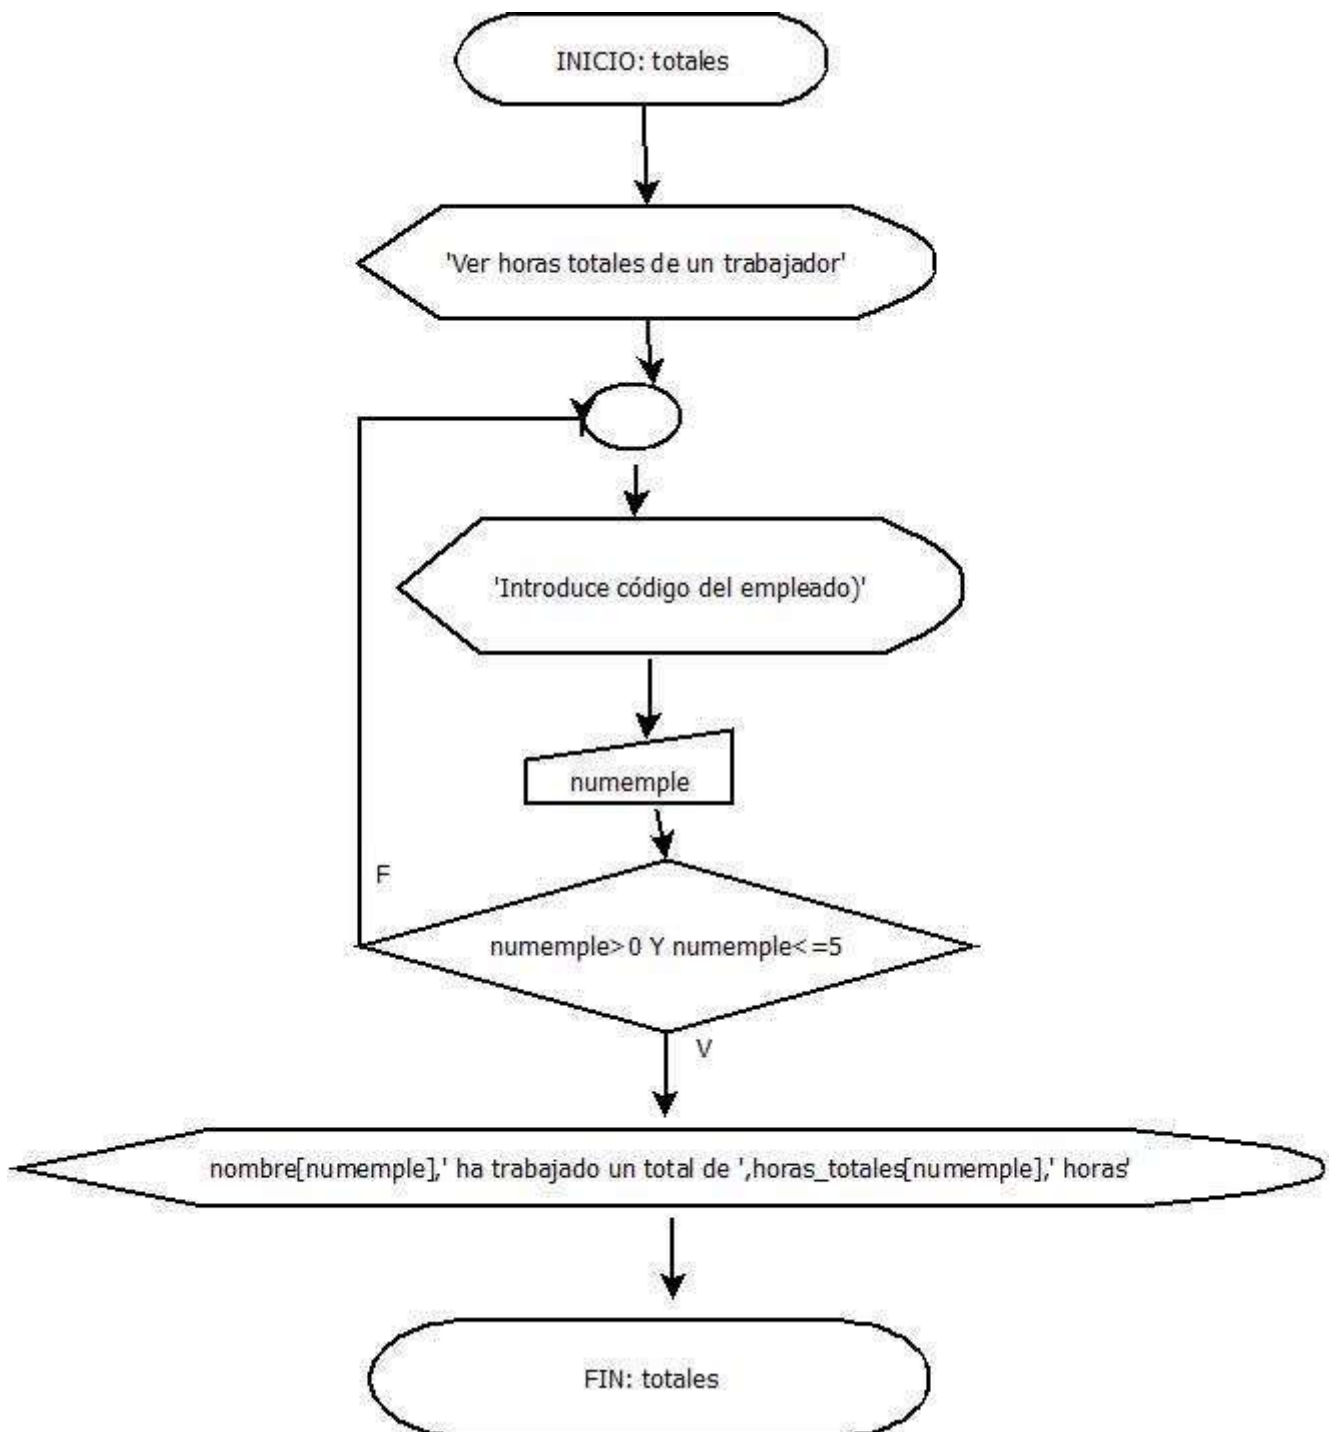 INICIO: totales
'Ver horas totales de un trabajador'
'Introduce código del empleado)'
numemple
F
numemple>0 Y numemple<=5
V
nombre[numemple],' ha trabajado un total de ',horas_totales[numemple],' horas'
FIN: totales